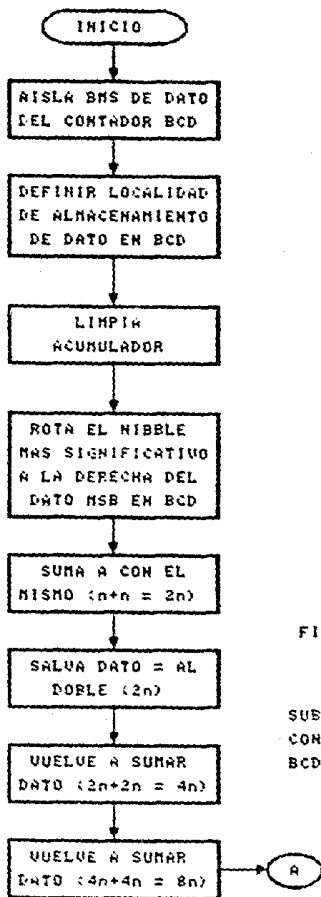 INICIO
AISLA BMS DE DATO
DEL CONTADOR BCD
DEFINIR LOCALIDAD
DE ALMACENAMIENTO
DE DATO EN BCD
LIMPIA
ACUMULADOR
ROTA EL NIBBLE
MAS SIGNIFICATIVO
A LA DERECHA DEL
DATO MSB EN BCD
SUMA A CON EL
MISMO (n+n = 2n)
SALVA DATO = AL
DOBLE (2n)
VUELVE A SUMAR
DATO (2n+2n = 4n)
VUELVE A SUMAR
DATO (4n+4n = 8n)
A
FI
SUB
CON
BCD